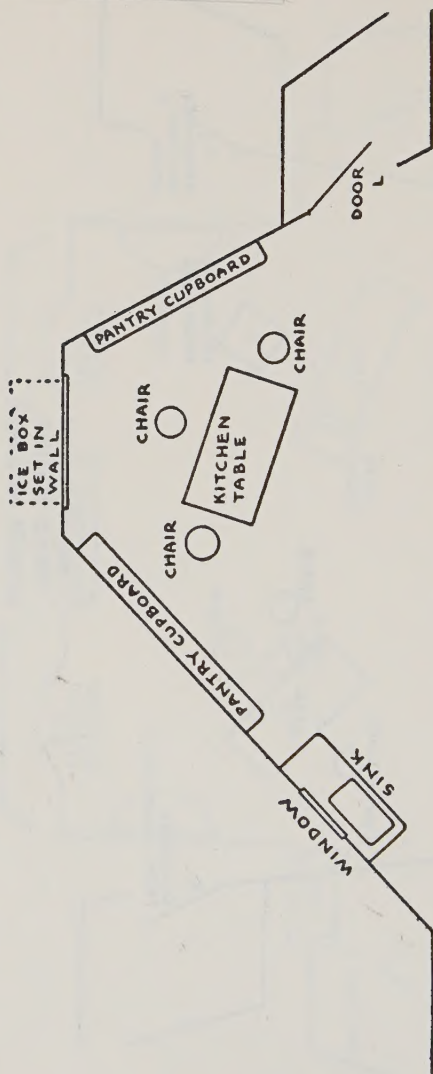 ICE BOX
SET IN
WALL
PANTRY CUPBOARD
PANTRY CUPBOARD
CHAIR
CHAIR
CHAIR
KITCHEN
TABLE
DOOR
L
WINDOW
SINK